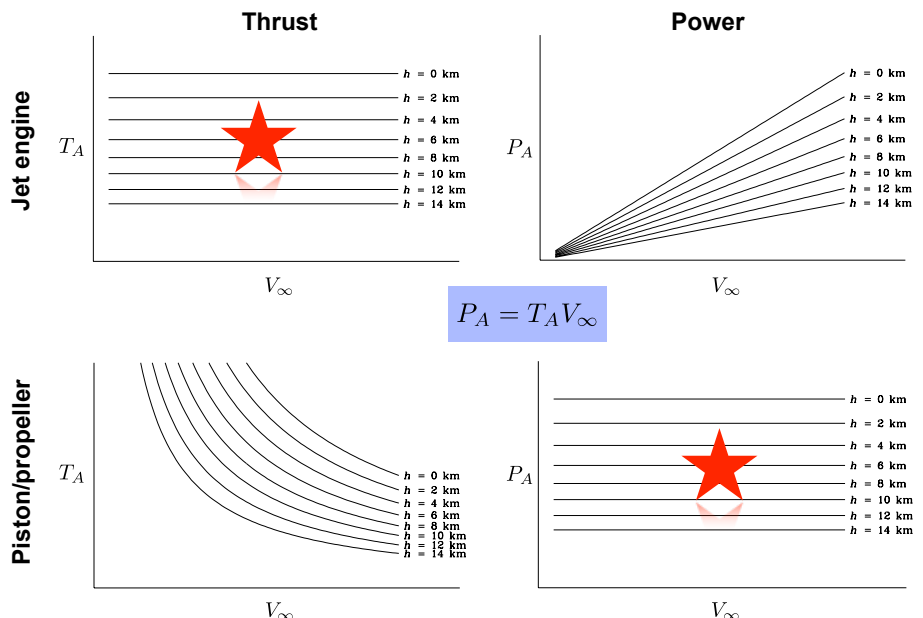 Thrust
Power
Jet engine
T_A
h = 0 km
h = 2 km
h = 4 km
h = 6 km
h = 8 km
h = 10 km
h = 12 km
h = 14 km
V_∞
P_A
h = 0 km
h = 2 km
h = 4 km
h = 6 km
h = 8 km
h = 10 km
h = 12 km
h = 14 km
V_∞
P_A = T_A V_∞
Piston/propeller
T_A
h = 0 km
h = 2 km
h = 4 km
h = 6 km
h = 8 km
h = 10 km
h = 12 km
h = 14 km
V_∞
P_A
h = 0 km
h = 2 km
h = 4 km
h = 6 km
h = 8 km
h = 10 km
h = 12 km
h = 14 km
V_∞